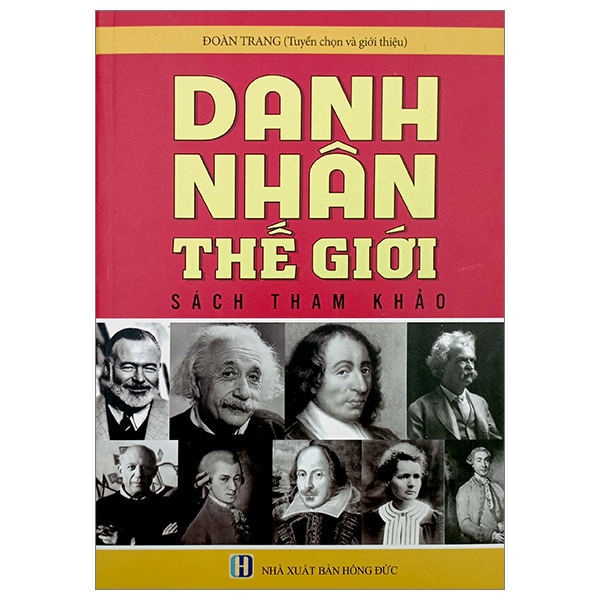 ĐOÀN TRANG (Tuyển chọn và giới thiệu)
DANH
NHÂN
THẾ GIỚI
SÁCH THAM KHẢO
NHÀ XUẤT BẢN HỒNG ĐỨC